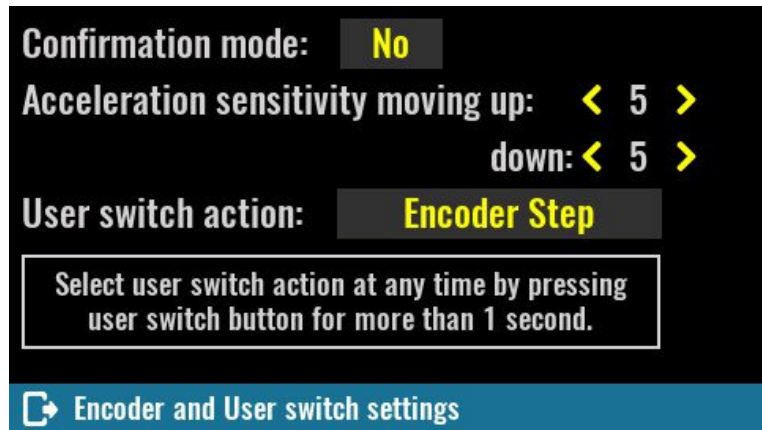 Confirmation mode: No
Acceleration sensitivity moving up: < 5 >
down: < 5 >
User switch action: Encoder Step
Select user switch action at any time by pressing
user switch button for more than 1 second.
Encoder and User switch settings